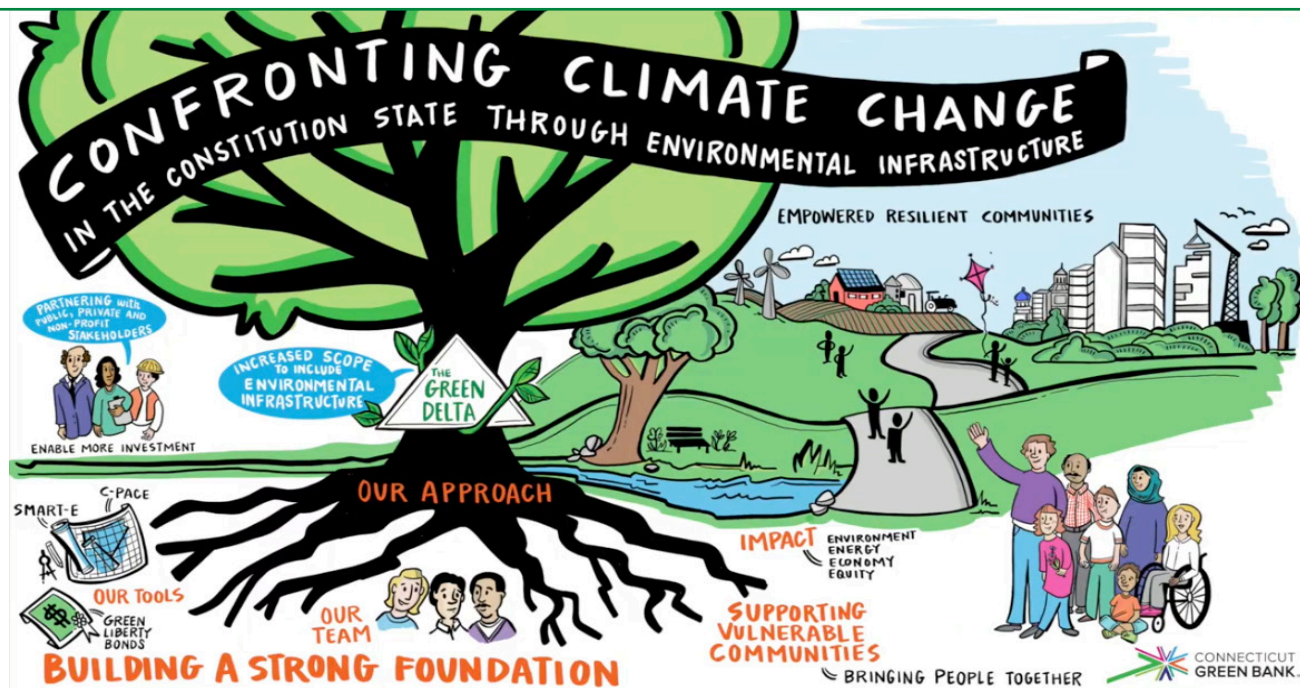 CONFRONTING CLIMATE CHANGE
IN THE CONSTITUTION STATE THROUGH ENVIRONMENTAL INFRASTRUCTURE
EMPOWERED RESILIENT COMMUNITIES
PARTNERING with
PUBLIC, PRIVATE AND
NON-PROFIT
STAKEHOLDERS
ENABLE MORE INVESTMENT
INCREASED SCOPE
TO INCLUDE
ENVIRONMENTAL
INFRASTRUCTURE
THE
GREEN
DELTA
OUR APPROACH
C-PACE
SMART-E
OUR TOOLS
$
GREEN
LIBERTY
BONDS
OUR
TEAM
BUILDING A STRONG FOUNDATION
IMPACT
ENVIRONMENT
ENERGY
ECONOMY
EQUITY
SUPPORTING
VULNERABLE
COMMUNITIES
BRINGING PEOPLE TOGETHER
CONNECTICUT
GREEN BANK